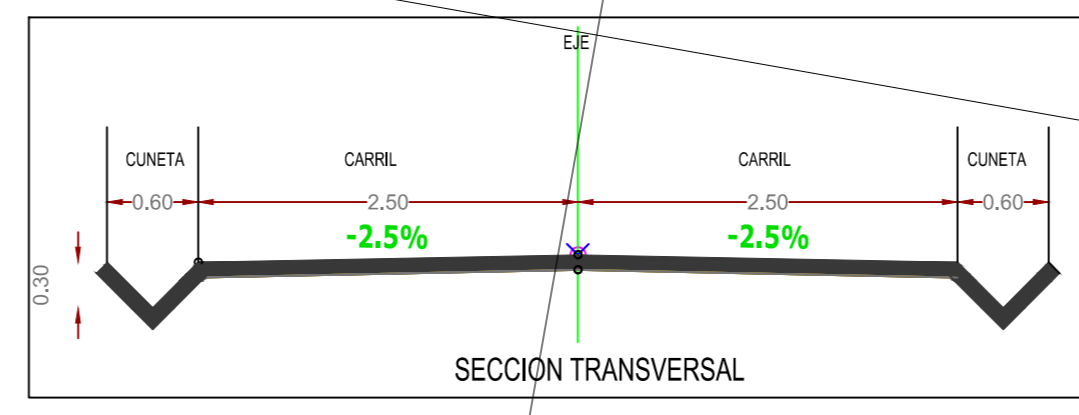 EJE
CUNETA CARRIL CARRIL CUNETA
0.60 2.50 2.50 0.60
-2.5% -2.5%
0.30
SECCION TRANSVERSAL